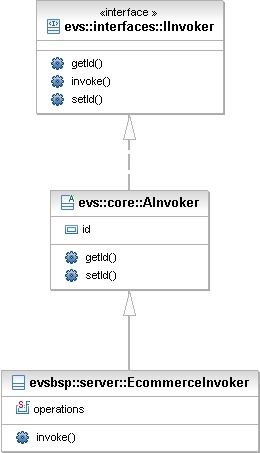 «interface »
evs::interfaces::IInvoker
getId()
invoke()
setId()
evs::core::AInvoker
id
getId()
setId()
evsbsp::server::EcommerceInvoker
operations
invoke()